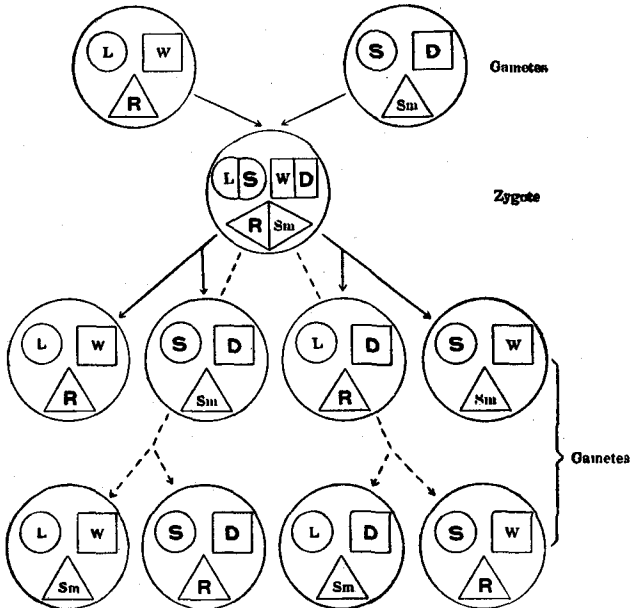 L W R
S D Sm
Gametes
L S W D
R Sm
Zygote
L W R
S D Sm
L D R
S W Sm
Gametes
L W Sm
S D R
L D Sm
S W R